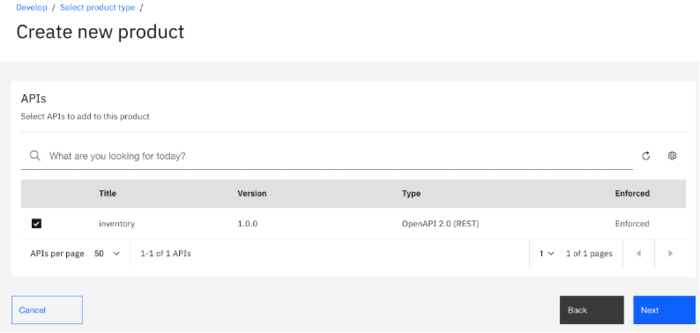 Develop / Select product type /
Create new product
APIs
Select APIs to add to this product
What are you looking for today?
Title Version Type Enforced
inventory 1.0.0 OpenAPI 2.0 (REST) Enforced
APIs per page 50 1-1 of 1 APIs 1 1 of 1 pages
Cancel Back Next